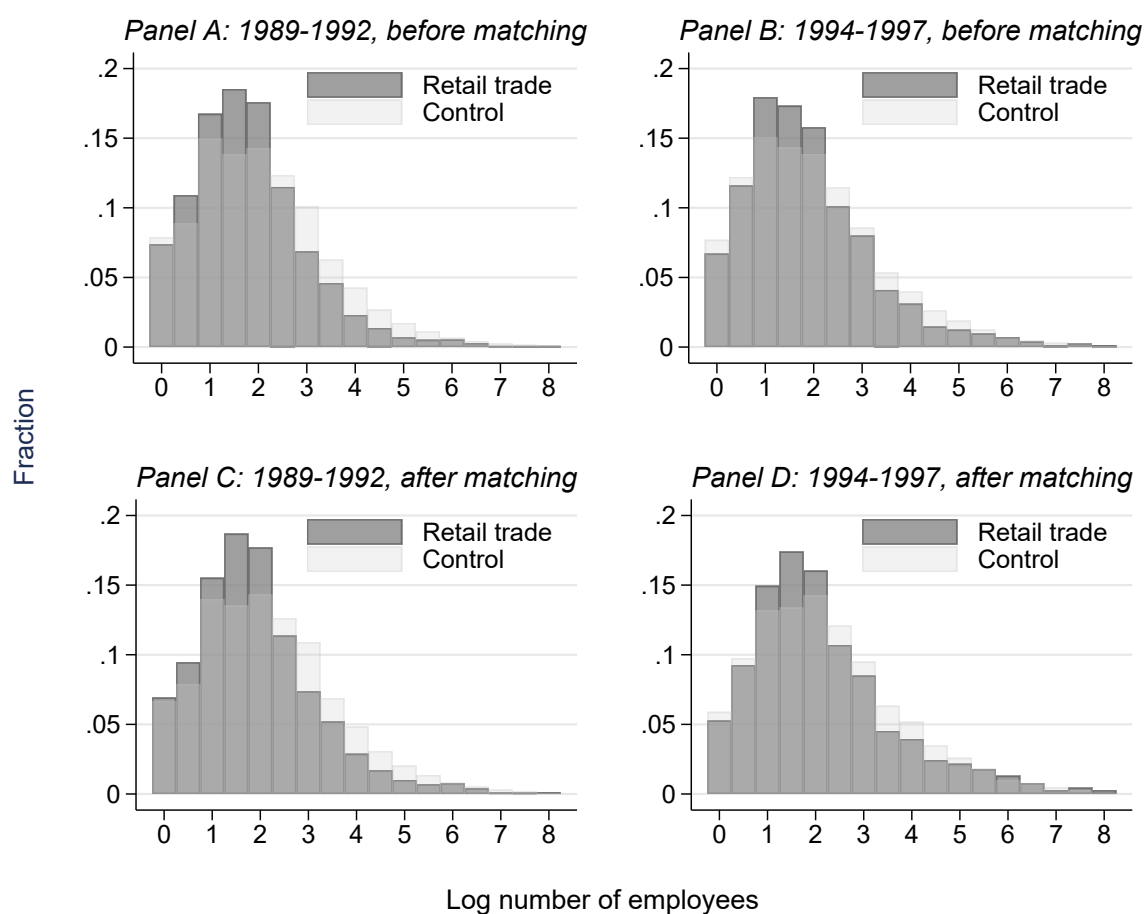 Panel A: 1989-1992, before matching
.2
.15
.1
.05
0
Retail trade
Control
0 1 2 3 4 5 6 7 8
Panel B: 1994-1997, before matching
.2
.15
.1
.05
0
Retail trade
Control
0 1 2 3 4 5 6 7 8
Fraction
Panel C: 1989-1992, after matching
.2
.15
.1
.05
0
Retail trade
Control
0 1 2 3 4 5 6 7 8
Panel D: 1994-1997, after matching
.2
.15
.1
.05
0
Retail trade
Control
0 1 2 3 4 5 6 7 8
Log number of employees